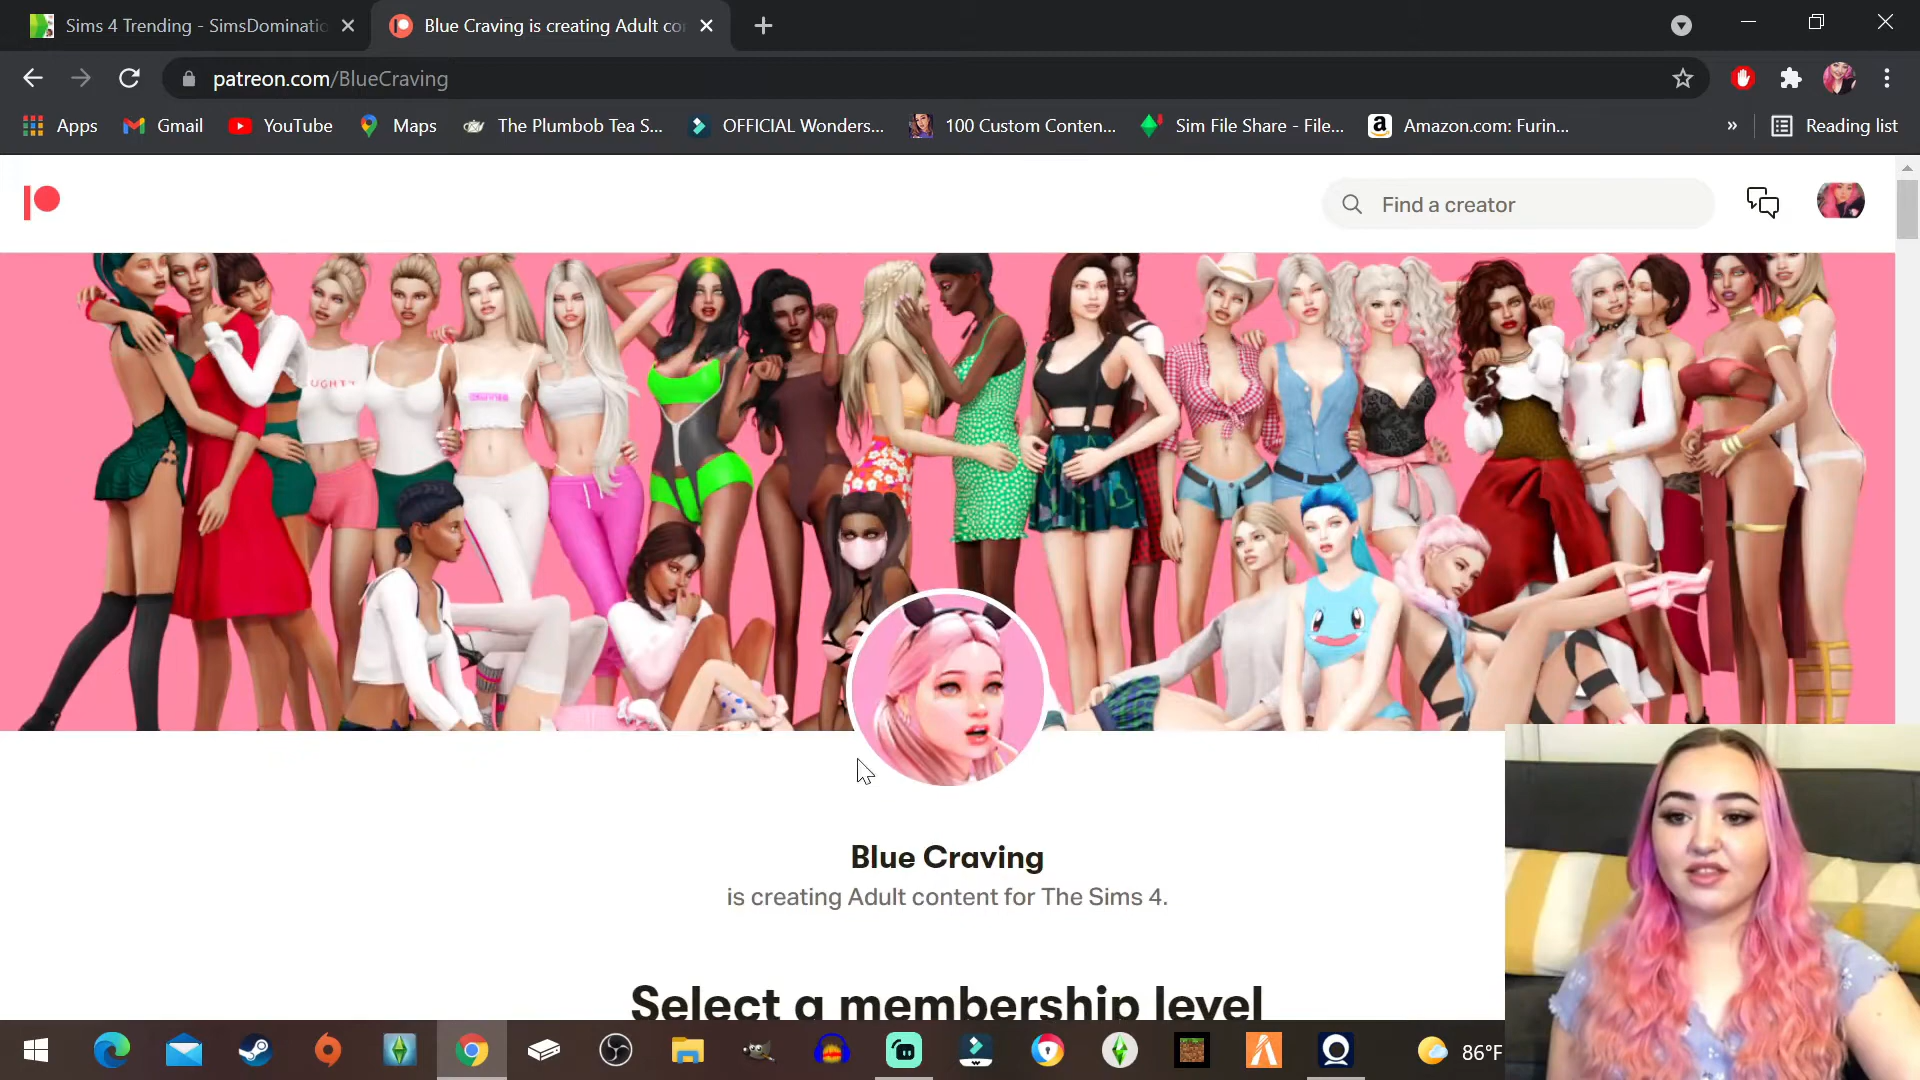 Sims 4 Trending - SimsDominatio
Blue Craving is creating Adult co
patreon.com/BlueCraving
Apps
Gmail
YouTube
Maps
The Plumbob Tea S...
OFFICIAL Wonders...
100 Custom Conten...
Sim File Share - File...
Amazon.com: Furin...
»
Reading list
Find a creator
Blue Craving
is creating Adult content for The Sims 4.
Select a membership level
86°F